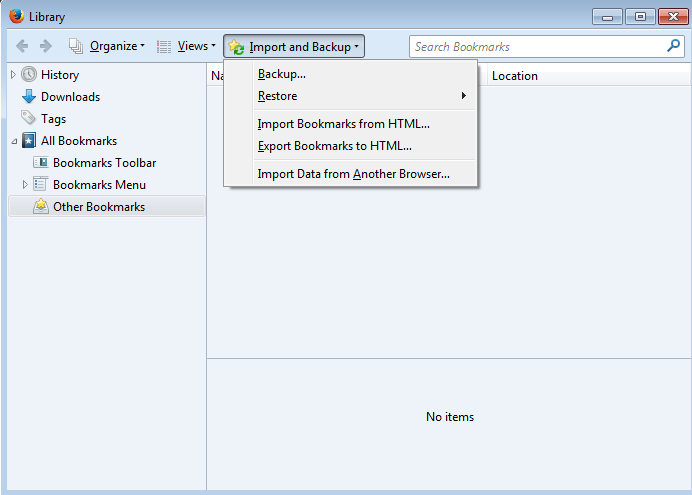 Library
Organize Views Import and Backup Search Bookmarks
History
Downloads
Tags
All Bookmarks
Bookmarks Toolbar
Bookmarks Menu
Other Bookmarks
Location
Backup...
Restore
Import Bookmarks from HTML...
Export Bookmarks to HTML...
Import Data from Another Browser...
No items